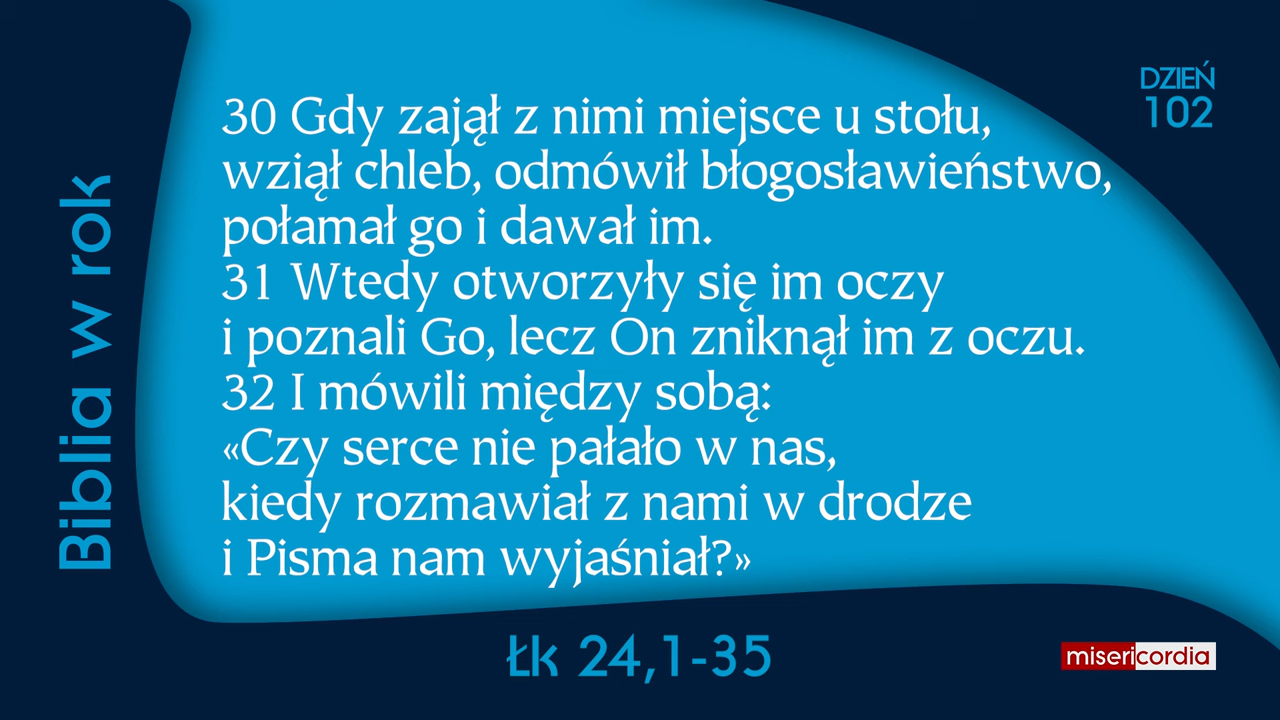 DZIEŃ
102
30 Gdy zajął z nimi miejsce u stołu,
wziął chleb, odmówił błogosławieństwo,
połamał go i dawał im.
31 Wtedy otworzyły się im oczy
i poznali Go, lecz On zniknął im z oczu.
32 I mówili między sobą:
«Czy serce nie pałało w nas,
kiedy rozmawiał z nami w drodze
i Pisma nam wyjaśniał?»
Biblia w rok
Łk 24,1-35
misericordia